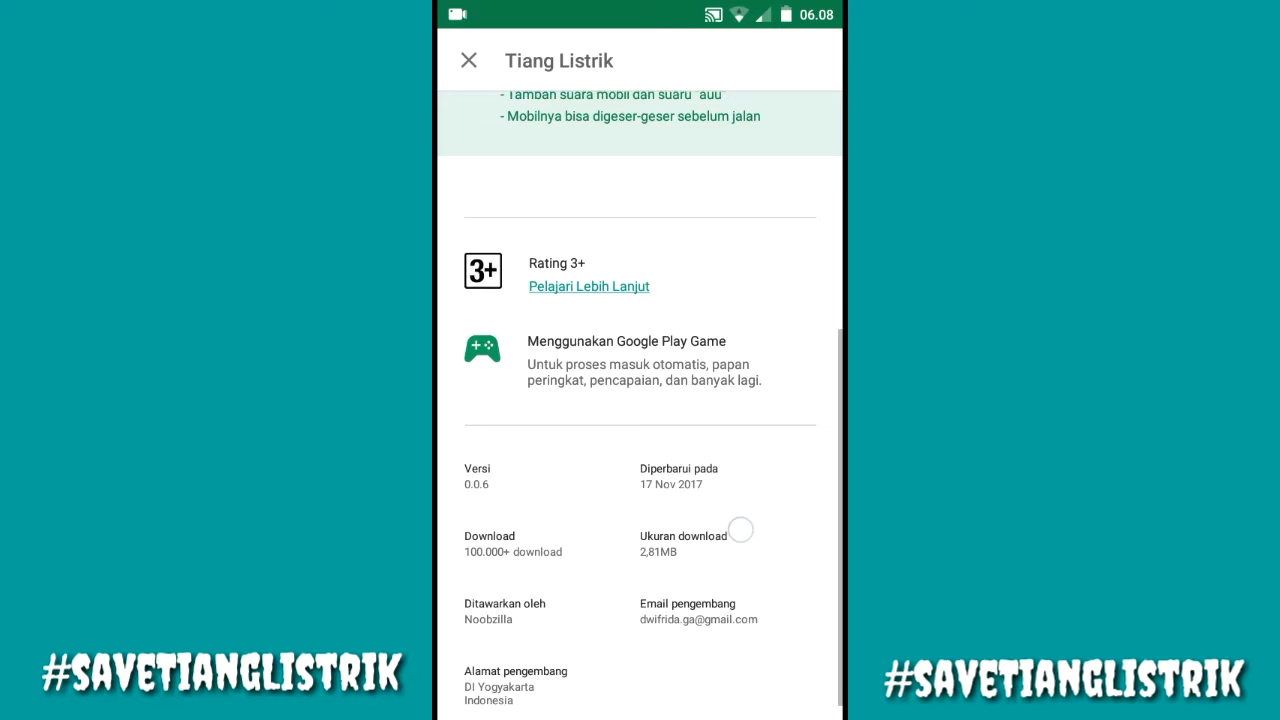 06.08
Tiang Listrik
- Tambah suara mobil dan suaru "auu"
- Mobilnya bisa digeser-geser sebelum jalan
3+
Rating 3+
Pelajari Lebih Lanjut
Menggunakan Google Play Game
Untuk proses masuk otomatis, papan
peringkat, pencapaian, dan banyak lagi.
Versi
0.0.6
Diperbarui pada
17 Nov 2017
Download
100.000+ download
Ukuran download
2,81MB
Ditawarkan oleh
Noobzilla
Email pengembang
dwifrida.ga@gmail.com
Alamat pengembang
DI Yogyakarta
Indonesia
#SAVETIANGLISTRIK
#SAVETIANGLISTRIK